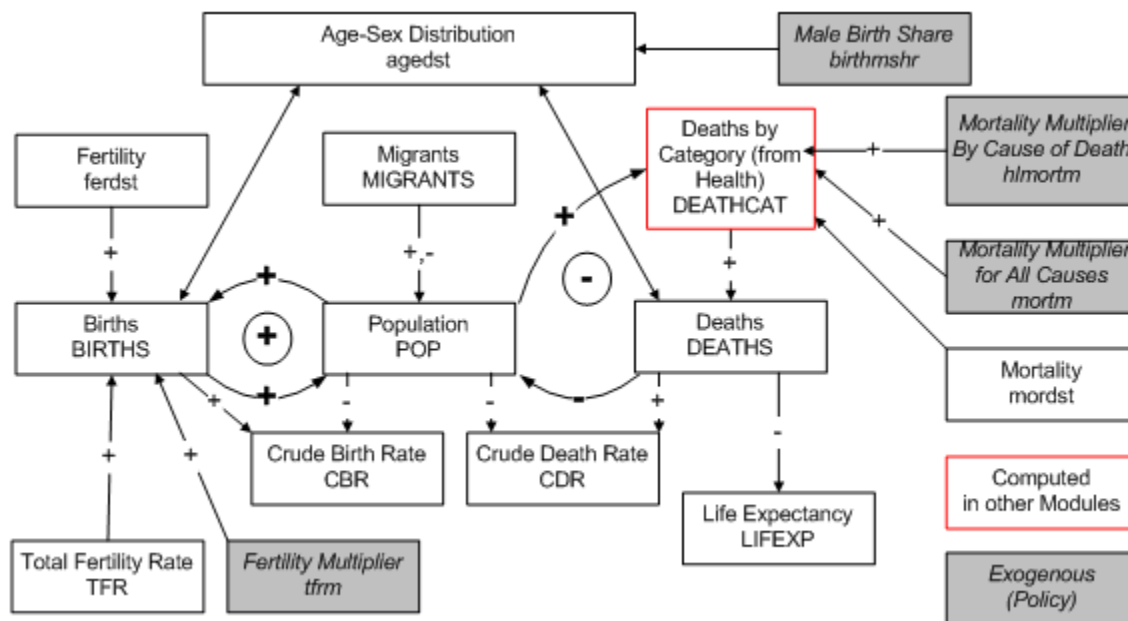 Age-Sex Distribution
agedst
Male Birth Share
birthmshr
Fertility
ferdst
Migrants
MIGRANTS
Deaths by
Category (from
Health)
DEATHCAT
Mortality Multiplier
By Cause of Death
hlmortm
+
+
+
+
+,-
+
-
+
Mortality Multiplier
for All Causes
mortm
Births
BIRTHS
+
Population
POP
Deaths
DEATHS
+
-
Mortality
mordst
+
-
-
+
-
Crude Birth Rate
CBR
Crude Death Rate
CDR
+
+
Computed
in other Modules
Life Expectancy
LIFEXP
Total Fertility Rate
TFR
Fertility Multiplier
tfrm
Exogenous
(Policy)